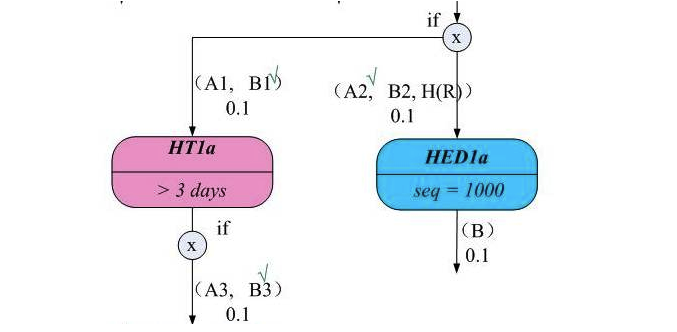 if
x
(A1, B1)
0.1
(A2, B2, H(R))
0.1
HT1a
> 3 days
HED1a
seq = 1000
if
x
(B)
0.1
(A3, B3)
0.1